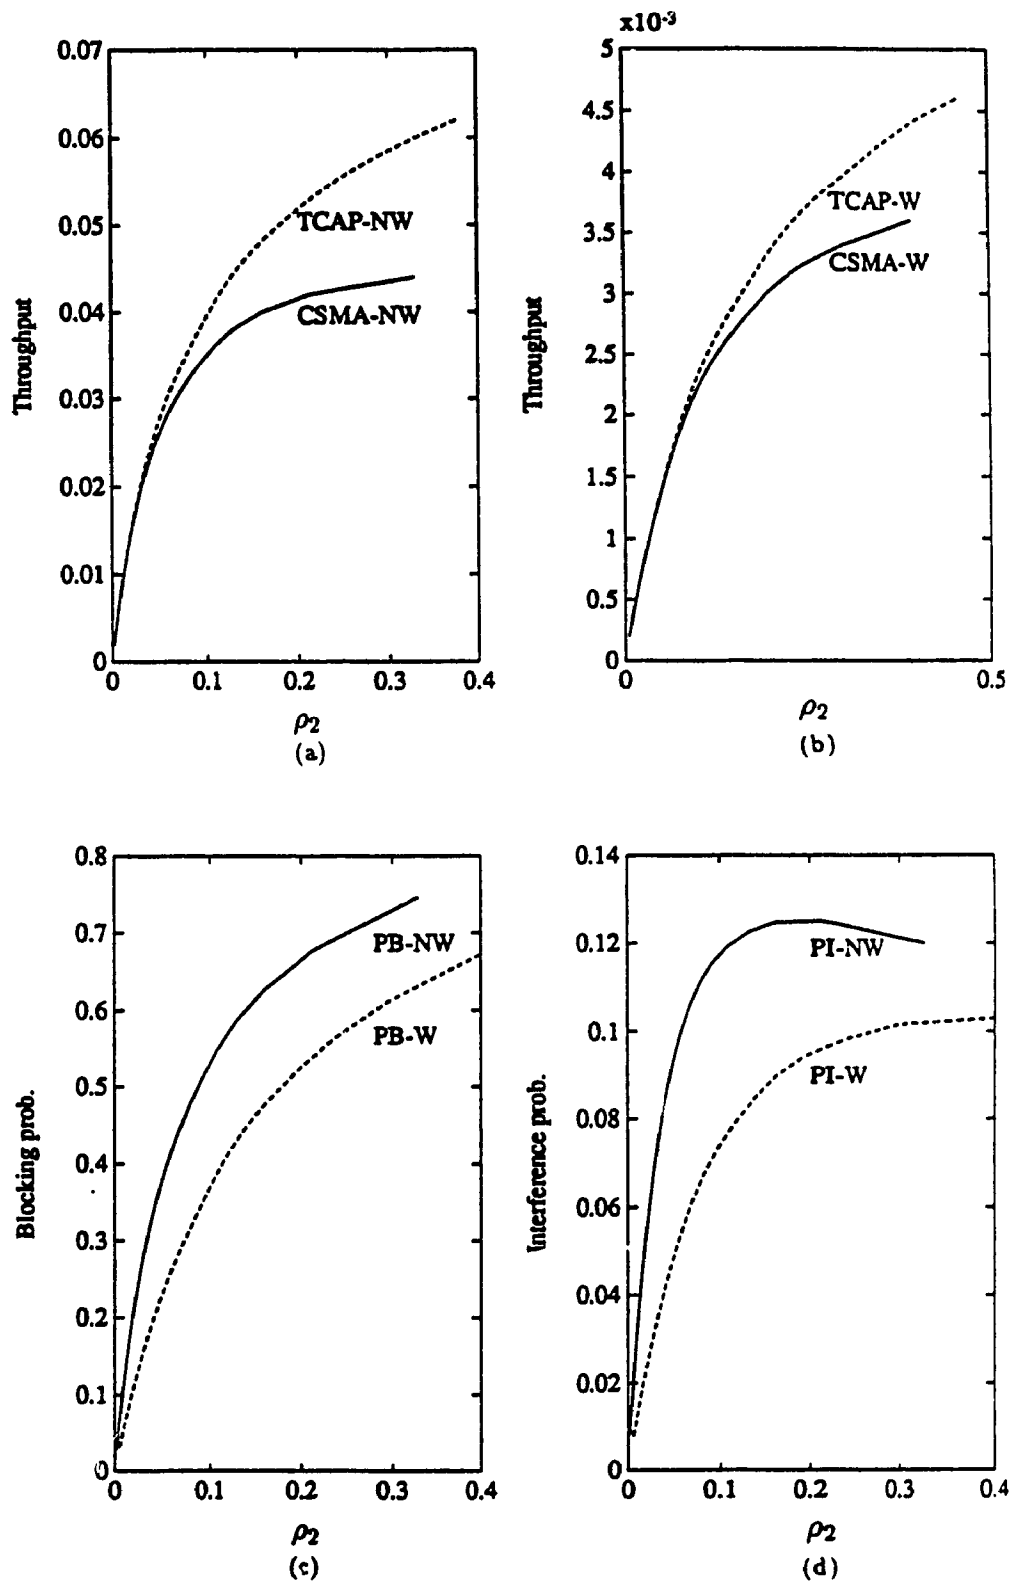 0.07
0.06
0.05
0.04
0.03
0.02
0.01
0
Throughput
TCAP-NW
CSMA-NW
0 0.1 0.2 0.3 0.4
ρ2
(a)
x10-3
5
4.5
4
3.5
3
2.5
2
1.5
1
0.5
0
Throughput
TCAP-W
CSMA-W
0 0.5
ρ2
(b)
0.8
0.7
0.6
0.5
0.4
0.3
0.2
0.1
0
Blocking prob.
PB-NW
PB-W
0 0.1 0.2 0.3 0.4
ρ2
(c)
0.14
0.12
0.1
0.08
0.06
0.04
0.02
0
Interference prob.
PI-NW
PI-W
0 0.1 0.2 0.3 0.4
ρ2
(d)